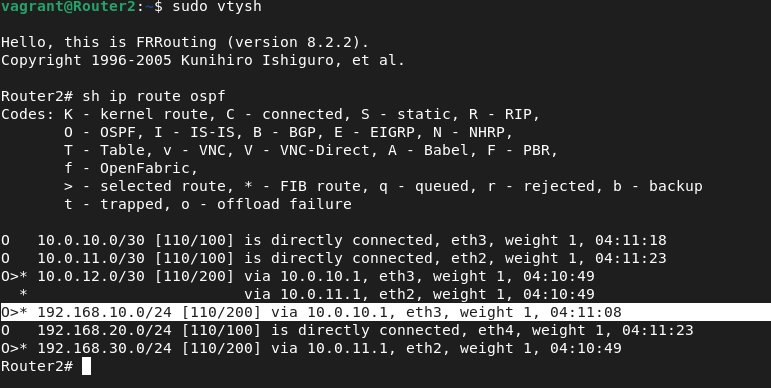 vagrant@Router2:~$ sudo vtysh
Hello, this is FRRouting (version 8.2.2).
Copyright 1996-2005 Kunihiro Ishiguro, et al.
Router2# sh ip route ospf
Codes: K - kernel route, C - connected, S - static, R - RIP,
       O - OSPF, I - IS-IS, B - BGP, E - EIGRP, N - NHRP,
       T - Table, v - VNC, V - VNC-Direct, A - Babel, F - PBR,
       f - OpenFabric,
       > - selected route, * - FIB route, q - queued, r - rejected, b - backup
       t - trapped, o - offload failure
O   10.0.10.0/30 [110/100] is directly connected, eth3, weight 1, 04:11:18
O   10.0.11.0/30 [110/100] is directly connected, eth2, weight 1, 04:11:23
O>* 10.0.12.0/30 [110/200] via 10.0.10.1, eth3, weight 1, 04:10:49
  *                        via 10.0.11.1, eth2, weight 1, 04:10:49
O>* 192.168.10.0/24 [110/200] via 10.0.10.1, eth3, weight 1, 04:11:08
O   192.168.20.0/24 [110/100] is directly connected, eth4, weight 1, 04:11:23
O>* 192.168.30.0/24 [110/200] via 10.0.11.1, eth2, weight 1, 04:10:49
Router2#